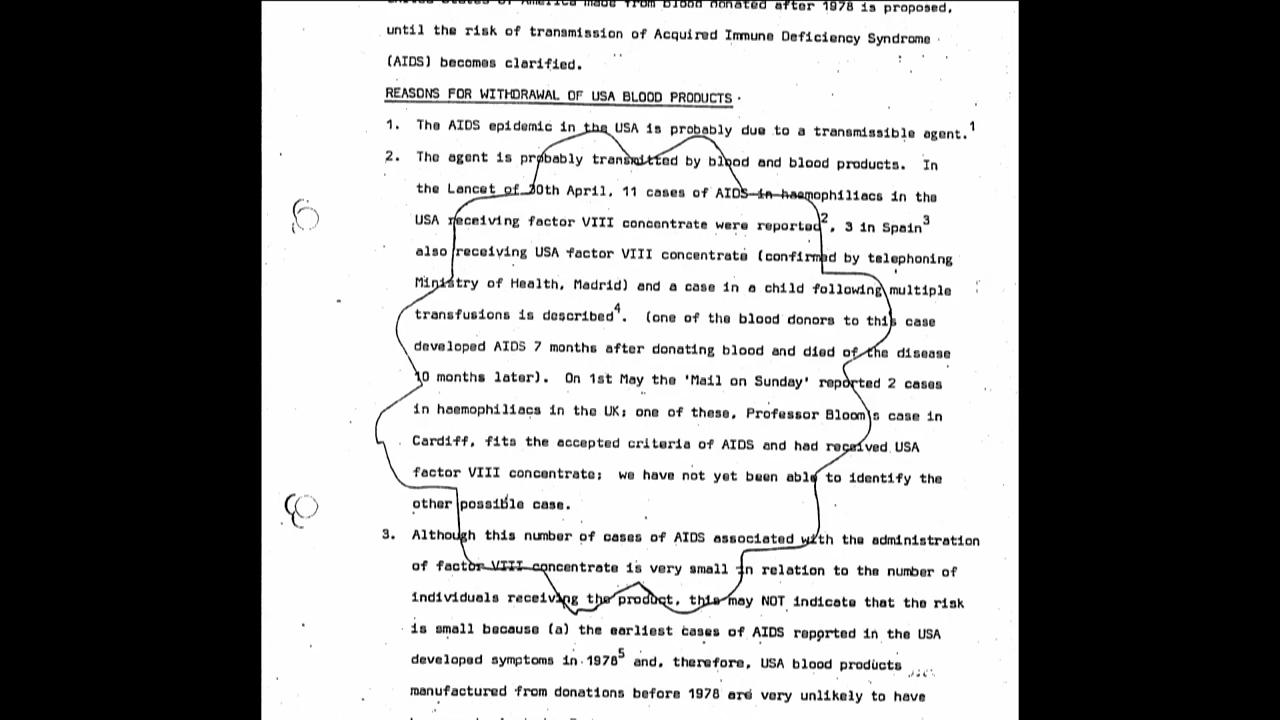 United States of America made from blood donated after 1978 is proposed,
until the risk of transmission of Acquired Immune Deficiency Syndrome
(AIDS) becomes clarified.
REASONS FOR WITHDRAWAL OF USA BLOOD PRODUCTS
1. The AIDS epidemic in the USA is probably due to a transmissible agent.1
2. The agent is probably transmitted by blood and blood products. In
the Lancet of 30th April, 11 cases of AIDS in haemophiliacs in the
USA receiving factor VIII concentrate were reported2, 3 in Spain3
also receiving USA factor VIII concentrate (confirmed by telephoning
Ministry of Health, Madrid) and a case in a child following multiple
transfusions is described4. (one of the blood donors to this case
developed AIDS 7 months after donating blood and died of the disease
10 months later). On 1st May the 'Mail on Sunday' reported 2 cases
in haemophiliacs in the UK; one of these, Professor Bloom's case in
Cardiff, fits the accepted criteria of AIDS and had received USA
factor VIII concentrate; we have not yet been able to identify the
other possible case.
3. Although this number of cases of AIDS associated with the administration
of factor VIII concentrate is very small in relation to the number of
individuals receiving the product, this may NOT indicate that the risk
is small because (a) the earliest cases of AIDS reported in the USA
developed symptoms in 19785 and, therefore, USA blood products
manufactured from donations before 1978 are very unlikely to have